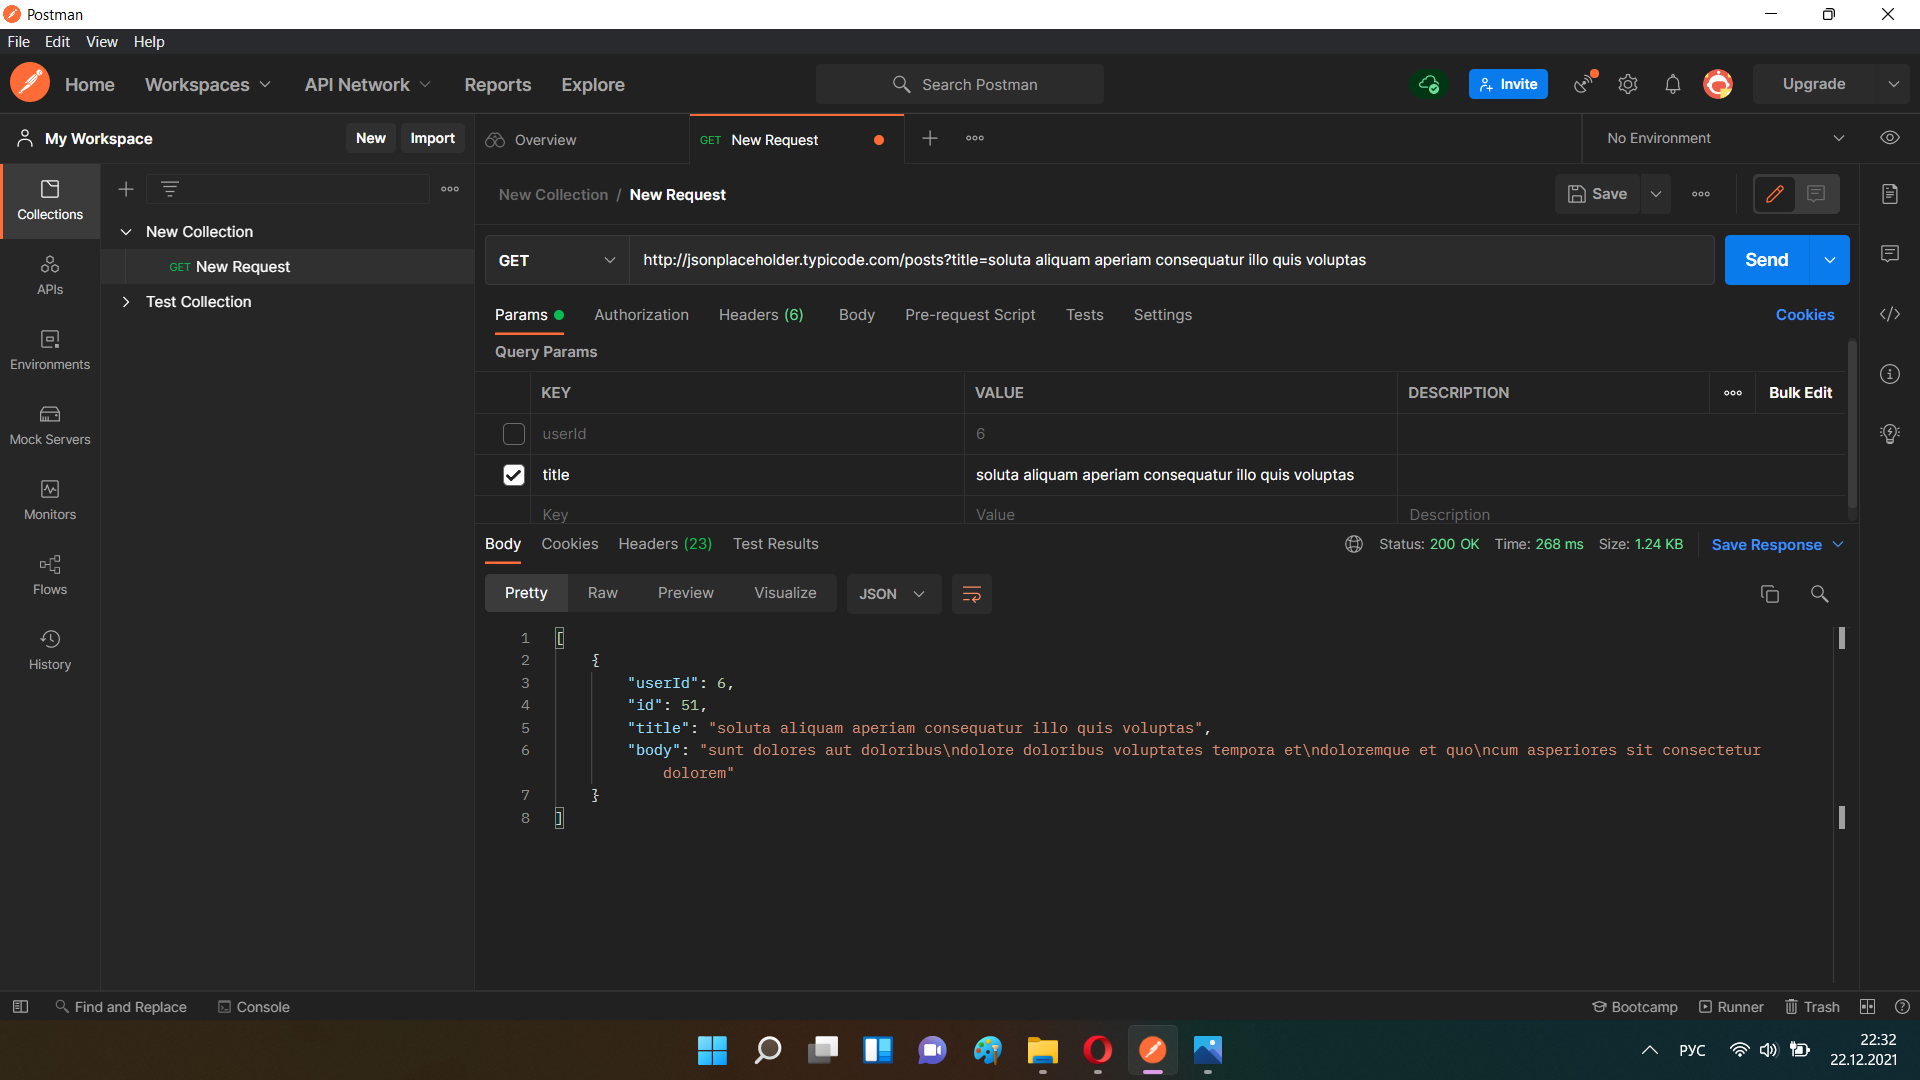 Postman
File Edit View Help
Home Workspaces API Network Reports Explore Search Postman Invite Upgrade
My Workspace New Import Overview GET New Request No Environment
Collections
APIs
Environments
Mock Servers
Monitors
Flows
History
New Collection
GET New Request
Test Collection
New Collection / New Request Save
GET http://jsonplaceholder.typicode.com/posts?title=soluta aliquam aperiam consequatur illo quis voluptas Send
Params Authorization Headers (6) Body Pre-request Script Tests Settings Cookies
Query Params
KEY VALUE DESCRIPTION Bulk Edit
userId 6
title soluta aliquam aperiam consequatur illo quis voluptas
Key Value Description
Body Cookies Headers (23) Test Results Status: 200 OK Time: 268 ms Size: 1.24 KB Save Response
Pretty Raw Preview Visualize JSON
1 [
2 {
3 "userId": 6,
4 "id": 51,
5 "title": "soluta aliquam aperiam consequatur illo quis voluptas",
6 "body": "sunt dolores aut doloribus\ndolore doloribus voluptates tempora et\ndoloremque et quo\ncum asperiores sit consectetur
dolorem"
7 }
8 ]
Find and Replace Console Bootcamp Runner Trash
РУС 22:32
22.12.2021